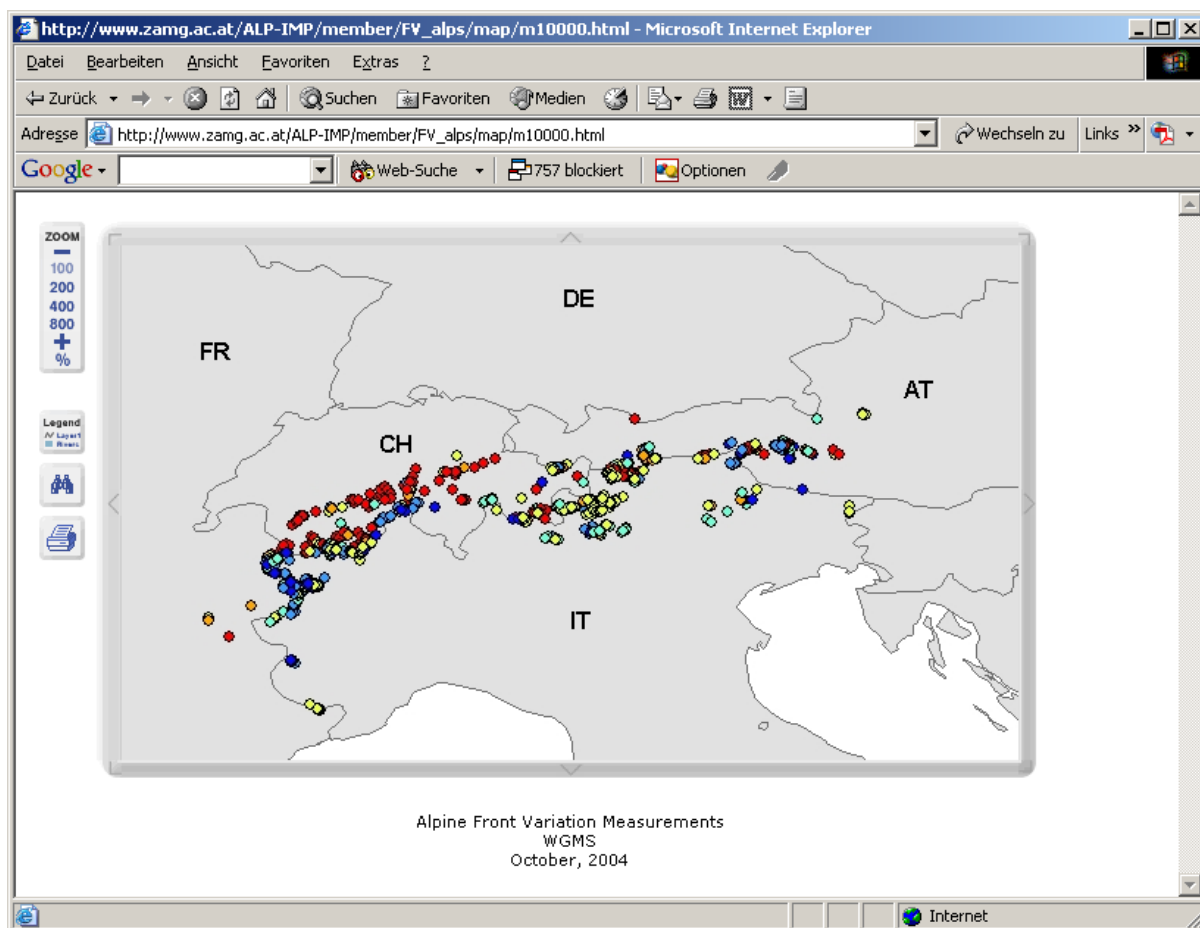 http://www.zamg.ac.at/ALP-IMP/member/FV_alps/map/m10000.html - Microsoft Internet Explorer
Datei Bearbeiten Ansicht Favoriten Extras ?
Zurück Suchen Favoriten Medien W
Adresse http://www.zamg.ac.at/ALP-IMP/member/FV_alps/map/m10000.html Wechseln zu Links »
Google Web-Suche 757 blockiert Optionen
ZOOM
100
200
400
800
%
Legend
Layer1
Rivers
DE
FR
AT
CH
IT
Alpine Front Variation Measurements
WGMS
October, 2004
Internet